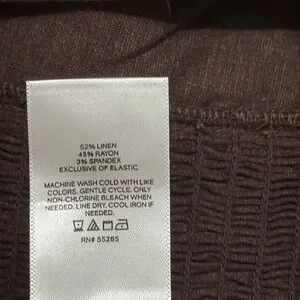 52% LINEN
45% RAYON
3% SPANDEX
EXCLUSIVE OF ELASTIC
MACHINE WASH COLD WITH LIKE
COLORS, GENTLE CYCLE. ONLY
NON-CHLORINE BLEACH WHEN
NEEDED. LINE DRY. COOL IRON IF
NEEDED.
RN# 55285